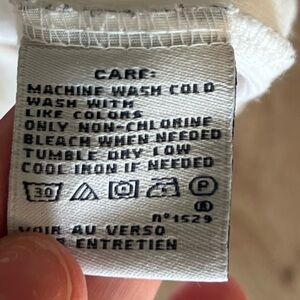 CARE:
MACHINE WASH COLD
WASH WITH
LIKE COLORS
ONLY NON-CHLORINE
BLEACH WHEN NEEDED
TUMBLE DRY LOW
COOL IRON IF NEEDED
30 P
A
nº1529
VOIR AU VERSO
ENTRETIEN